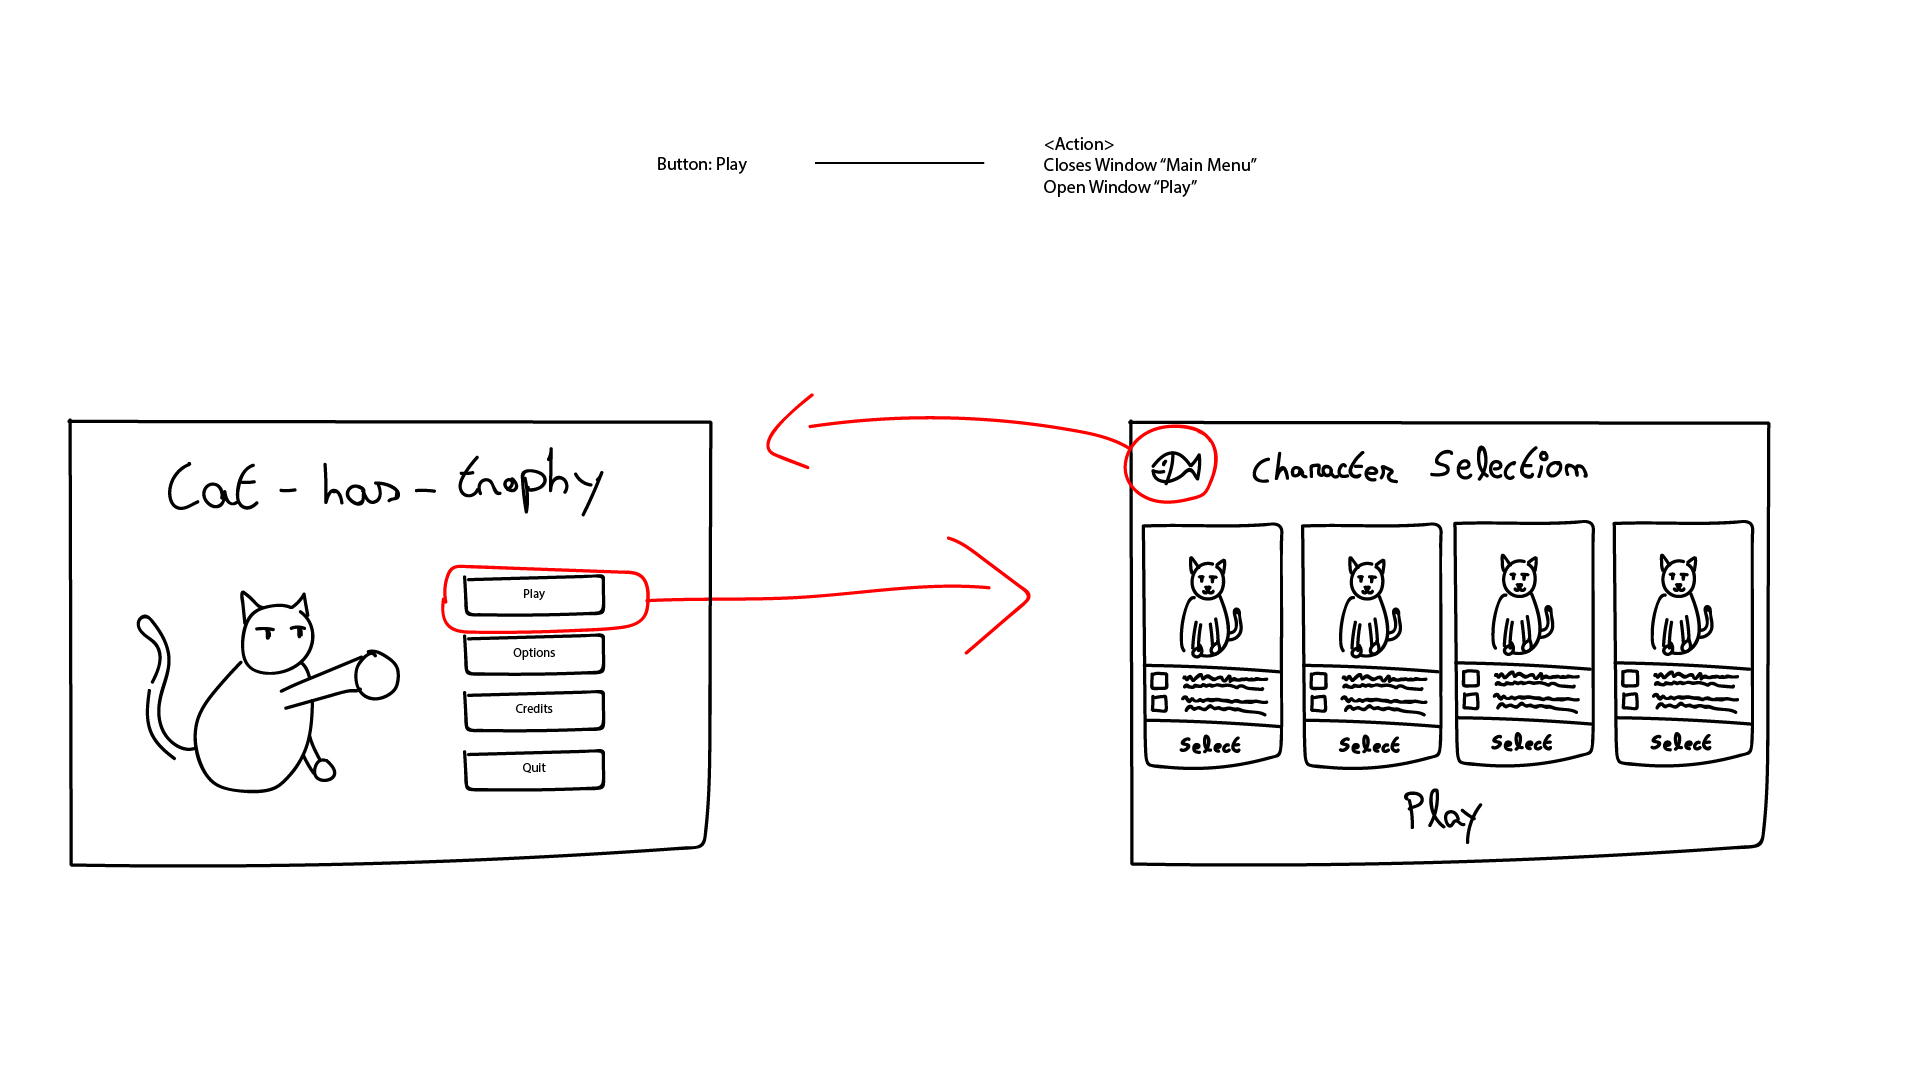 Button: Play
<Action>
Closes Window “Main Menu”
Open Window “Play”
Cat - has - trophy
Play
Options
Credits
Quit
Character Selection
Select
Select
Select
Select
Play